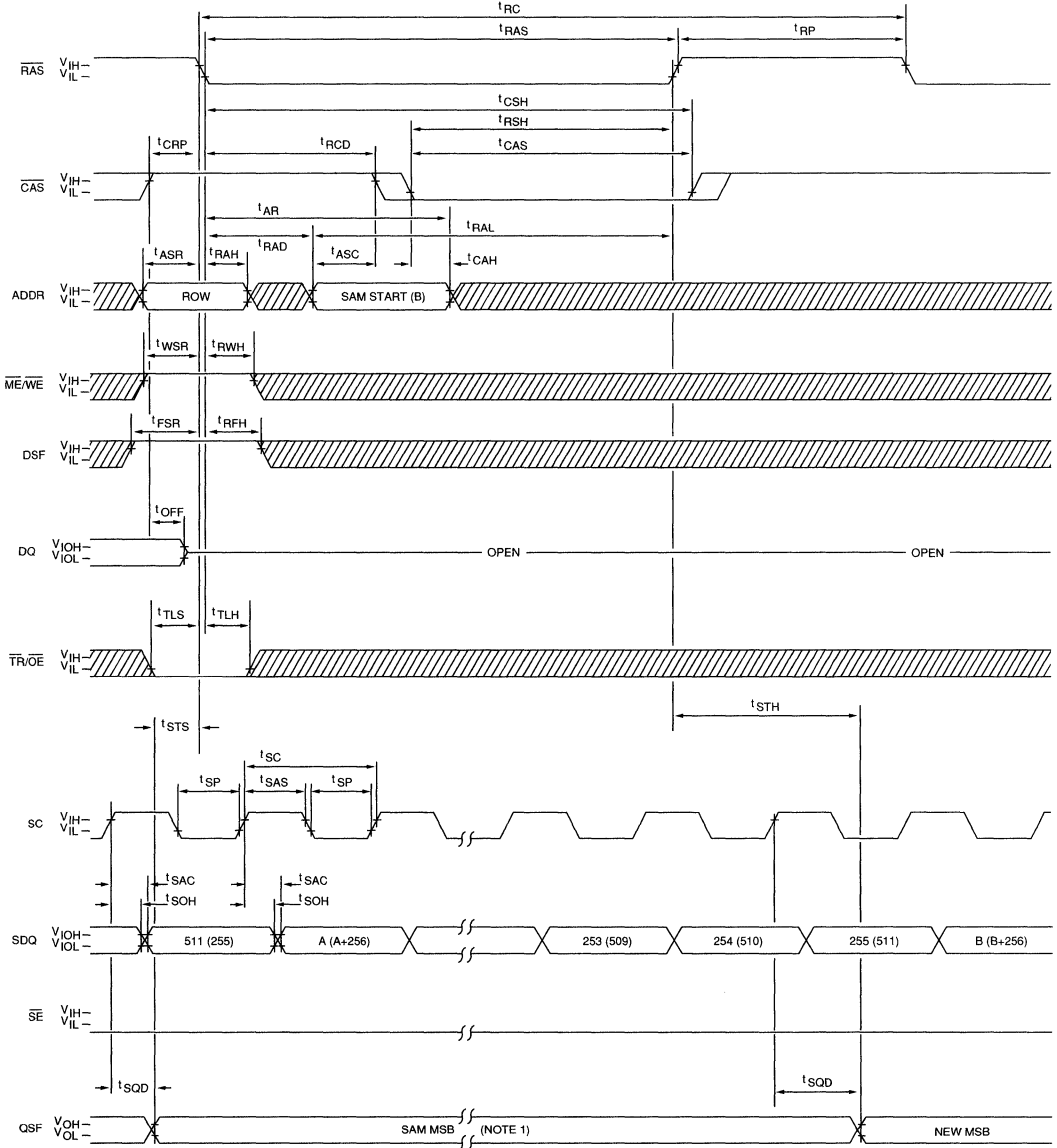 tRC
tRAS
tRP
RAS VIH
VIL
tCSH
tRSH
tCRP
tRCD
tCAS
CAS VIH
VIL
tAR
tRAD
tRAL
tASR
tRAH
tASC
tCAH
ADDR VIH
VIL
ROW
SAM START (B)
tWSR
tRWH
ME/WE VIH
VIL
tFSR
tRFH
DSF VIH
VIL
tOFF
DQ VIOH
VIOL
OPEN
OPEN
tTLS
tTLH
TR/OE VIH
VIL
tSTS
tSTH
tSC
tSP
tSAS
tSP
SC VIH
VIL
tSAC
tSAC
tSOH
tSOH
SDQ VIOH
VIOL
511 (255)
A (A+256)
253 (509)
254 (510)
255 (511)
B (B+256)
SE VIH
VIL
tSQD
tSQD
QSF VOH
VOL
SAM MSB (NOTE 1)
NEW MSB